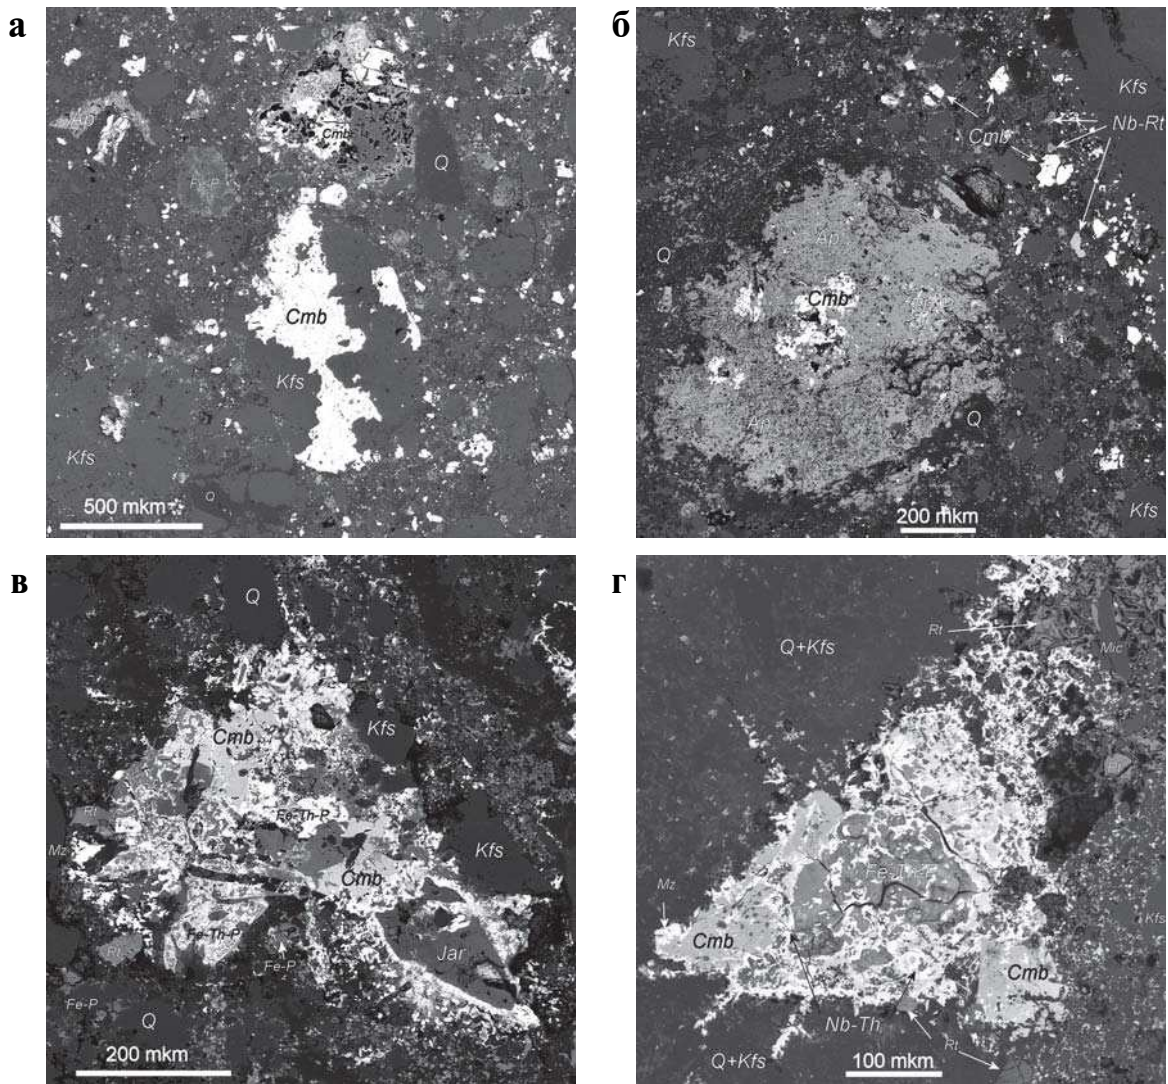 а
Ap
Cmb
Q
Cmb
Kfs
Kfs
Q
500 mkm
б
Kfs
Kfs
Cmb
Nb-Rt
Ap
Q
Cmb
Ap
Q
Kfs
200 mkm
в
Q
Cmb
Kfs
Rt
Fe-Th-P
Mz
Kfs
Cmb
Fe-Th-P
Fe-P
Jar
Fe-P
Q
200 mkm
г
Rt
Mic
Q+Kfs
Mz
Kfs
Cmb
Cmb
Nb-Th
Rt
Q+Kfs
100 mkm